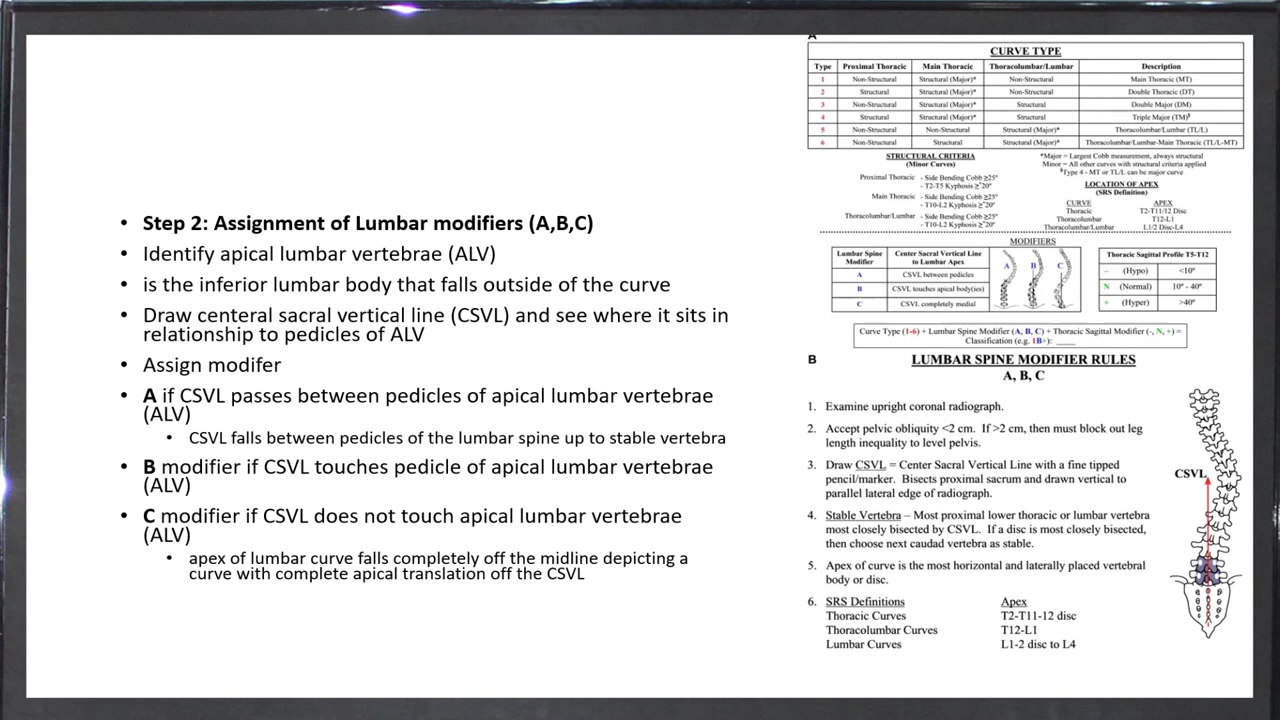 • Step 2: Assignment of Lumbar modifiers (A,B,C)
• Identify apical lumbar vertebrae (ALV)
• is the inferior lumbar body that falls outside of the curve
• Draw centeral sacral vertical line (CSVL) and see where it sits in
relationship to pedicles of ALV
• Assign modifer
• A if CSVL passes between pedicles of apical lumbar vertebrae
(ALV)
• CSVL falls between pedicles of the lumbar spine up to stable vertebra
• B modifier if CSVL touches pedicle of apical lumbar vertebrae
(ALV)
• C modifier if CSVL does not touch apical lumbar vertebrae
(ALV)
• apex of lumbar curve falls completely off the midline depicting a
curve with complete apical translation off the CSVL
CURVE TYPE
Type Proximal Thoracic Main Thoracic Thoracolumbar/Lumbar Description
1 Non-Structural Structural (Major)* Non-Structural Main Thoracic (MT)
2 Structural Structural (Major)* Non-Structural Double Thoracic (DT)
3 Non-Structural Structural (Major)* Structural Double Major (DM)
4 Structural Structural (Major)* Structural Triple Major (TM)§
5 Non-Structural Non-Structural Structural (Major)* Thoracolumbar/Lumbar (TL/L)
6 Non-Structural Structural Structural (Major)* Thoracolumbar/Lumbar-Main Thoracic (TL/L-MT)
STRUCTURAL CRITERIA
(Minor Curves)
Proximal Thoracic - Side Bending Cobb ≥25°
- T2-T5 Kyphosis ≥+20°
Main Thoracic - Side Bending Cobb ≥25°
- T10-L2 Kyphosis ≥+20°
Thoracolumbar/Lumbar - Side Bending Cobb ≥25°
- T10-L2 Kyphosis ≥+20°
*Major = Largest Cobb measurement, always structural
Minor = All other curves with structural criteria applied
§Type 4 - MT or TL/L can be major curve
LOCATION OF APEX
(SRS Definition)
CURVE APEX
Thoracic T2-T11/12 Disc
Thoracolumbar T12-L1
Thoracolumbar/Lumbar L1/2 Disc-L4
MODIFIERS
Lumbar Spine Modifier Center Sacral Vertical Line to Lumbar Apex
A CSVL between pedicles
B CSVL touches apical body(ies)
C CSVL completely medial
A B C
Thoracic Sagittal Profile T5-T12
– (Hypo) <10°
N (Normal) 10° - 40°
+ (Hyper) >40°
Curve Type (1-6) + Lumbar Spine Modifier (A, B, C) + Thoracic Sagittal Modifier (-, N, +) =
Classification (e.g. 1B+): ____
B LUMBAR SPINE MODIFIER RULES
A, B, C
1. Examine upright coronal radiograph.
2. Accept pelvic obliquity <2 cm. If >2 cm, then must block out leg
length inequality to level pelvis.
3. Draw CSVL = Center Sacral Vertical Line with a fine tipped
pencil/marker. Bisects proximal sacrum and drawn vertical to
parallel lateral edge of radiograph.
4. Stable Vertebra – Most proximal lower thoracic or lumbar vertebra
most closely bisected by CSVL. If a disc is most closely bisected,
then choose next caudad vertebra as stable.
5. Apex of curve is the most horizontal and laterally placed vertebral
body or disc.
6. SRS Definitions Apex
Thoracic Curves T2-T11-12 disc
Thoracolumbar Curves T12-L1
Lumbar Curves L1-2 disc to L4
CSVL